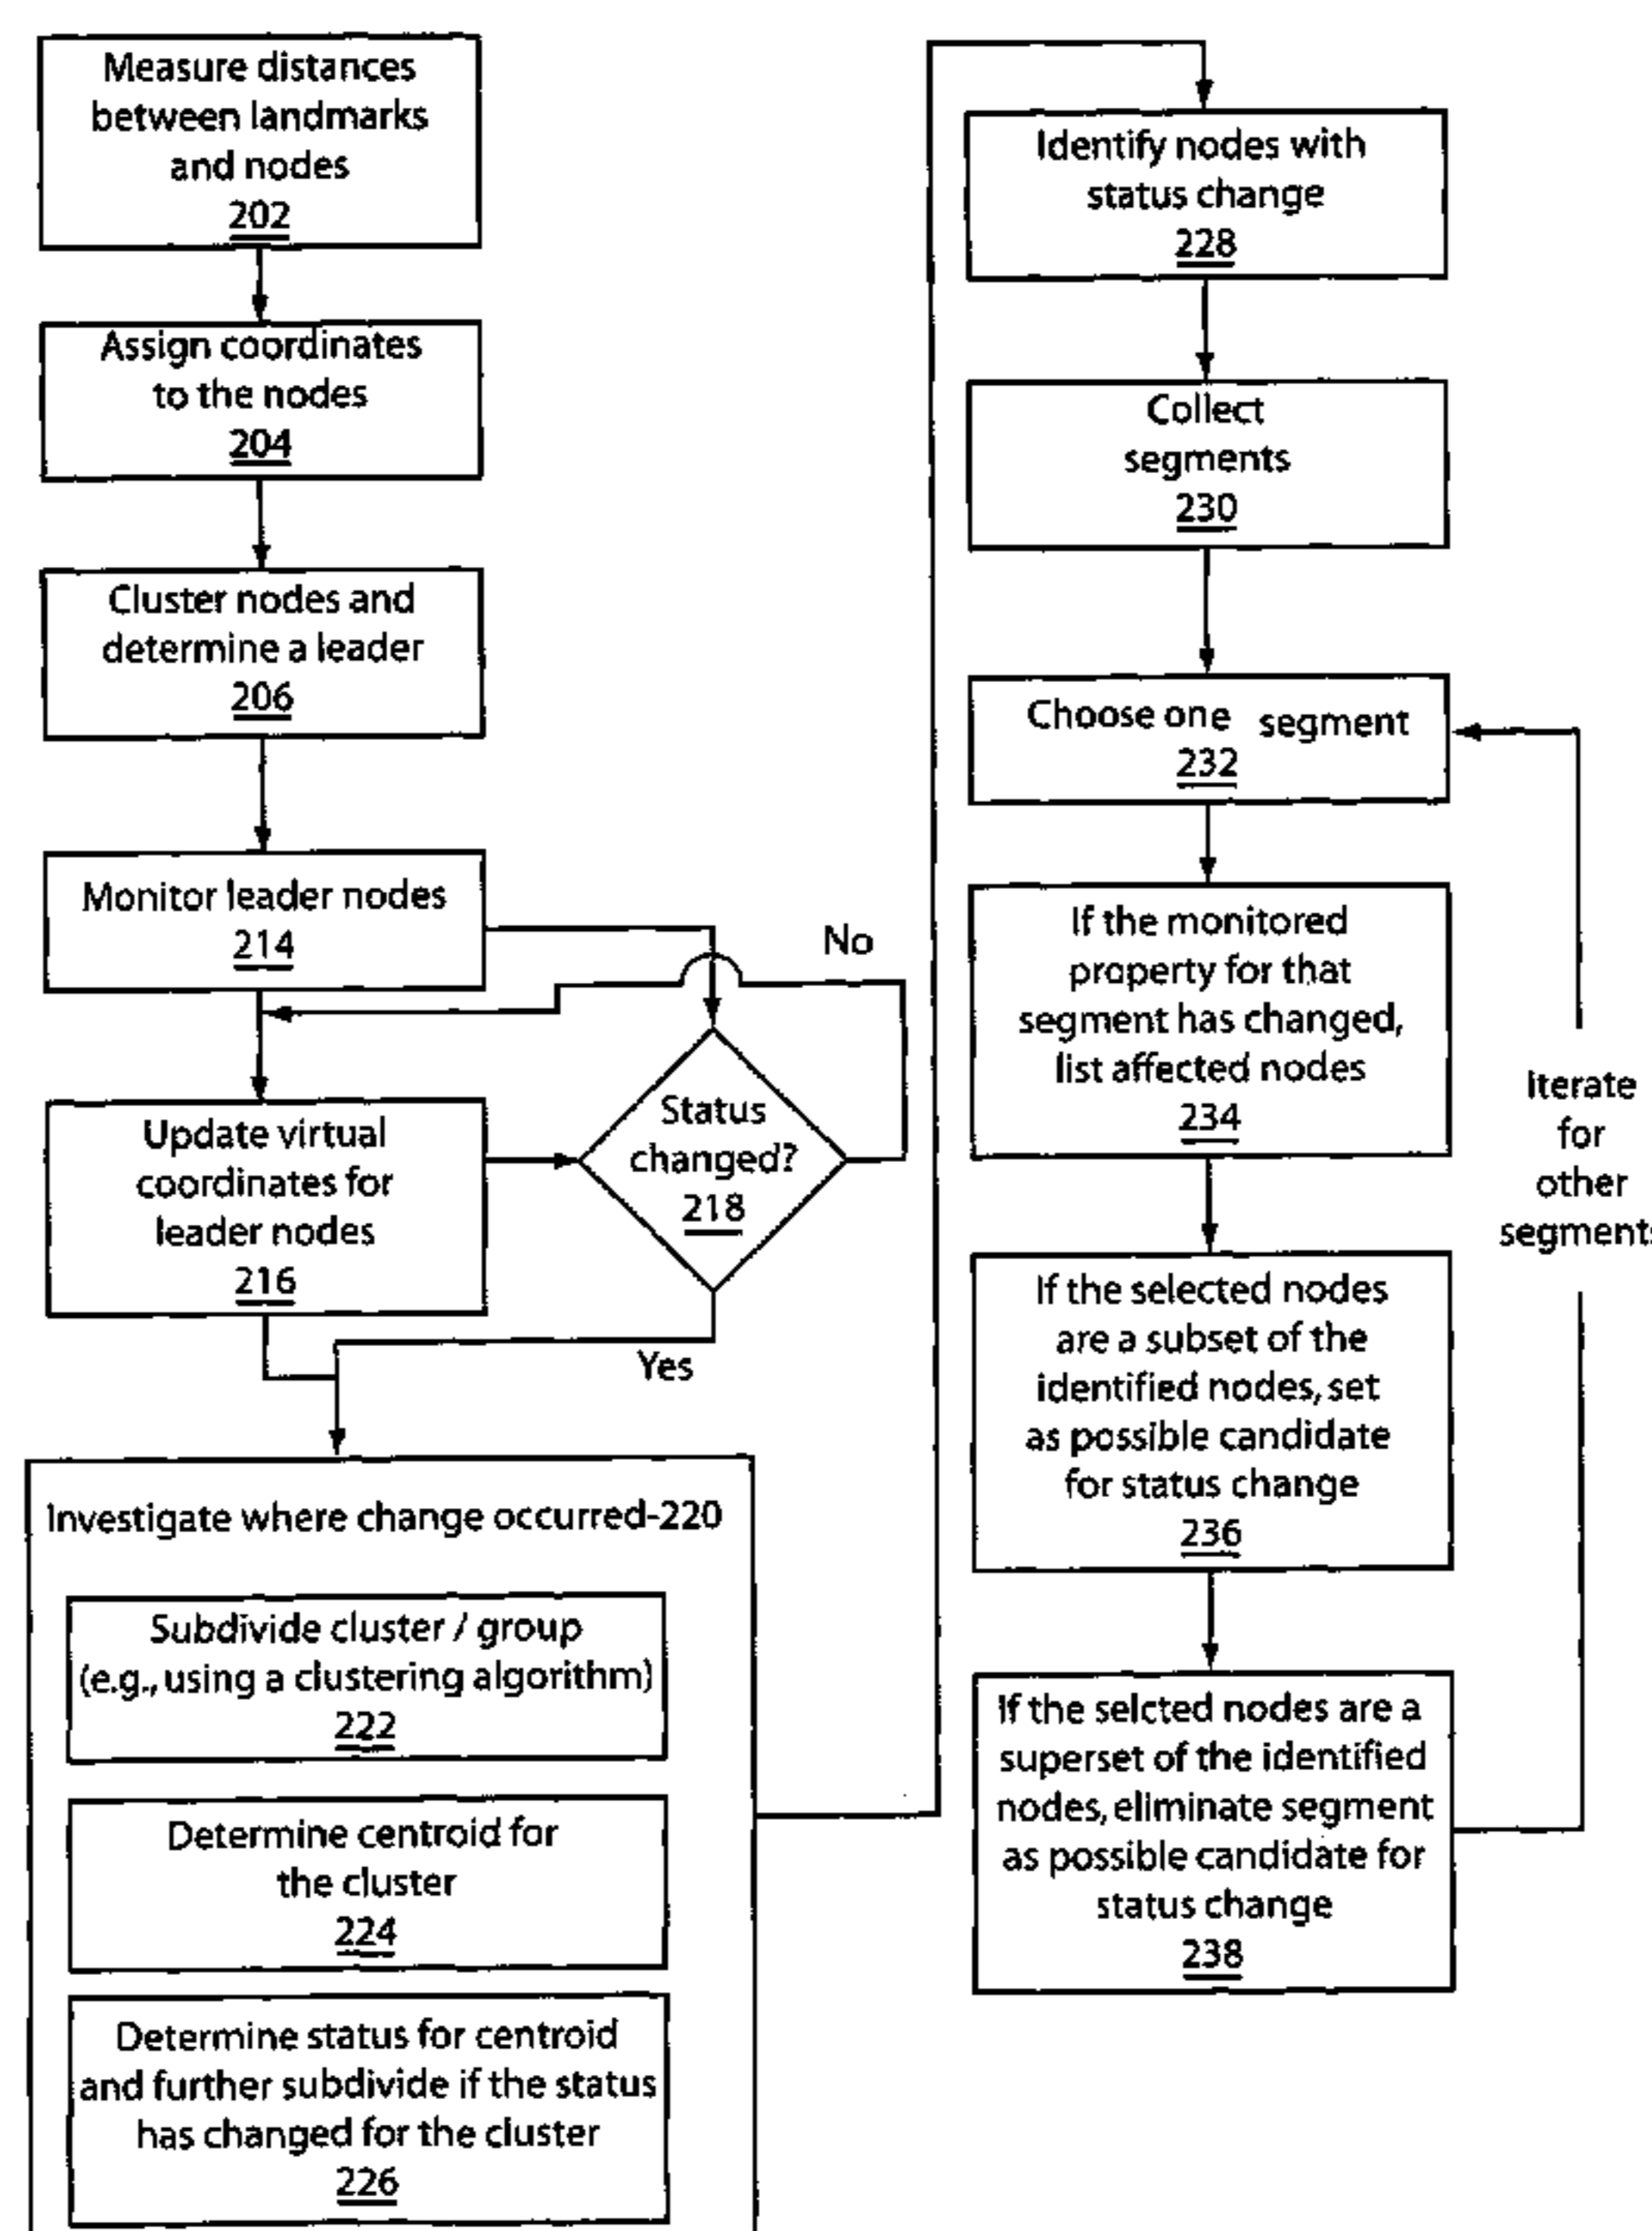 Measure distances
between landmarks
and nodes
202
Assign coordinates
to the nodes
204
Cluster nodes and
determine a leader
206
Monitor leader nodes
214
No
Update virtual
coordinates for
leader nodes
216
Status
changed?
218
Yes
Investigate where change occurred-220
Subdivide cluster / group
(e.g., using a clustering algorithm)
222
Determine centroid for
the cluster
224
Determine status for centroid
and further subdivide if the status
has changed for the cluster
226
Identify nodes with
status change
228
Collect
segments
230
Choose one segment
232
If the monitored
property for that
segment has changed,
list affected nodes
234
If the selected nodes
are a subset of the
identified nodes, set
as possible candidate
for status change
236
If the selcted nodes are a
superset of the identified
nodes, eliminate segment
as possible candidate for
status change
238
Iterate
for
other
segments